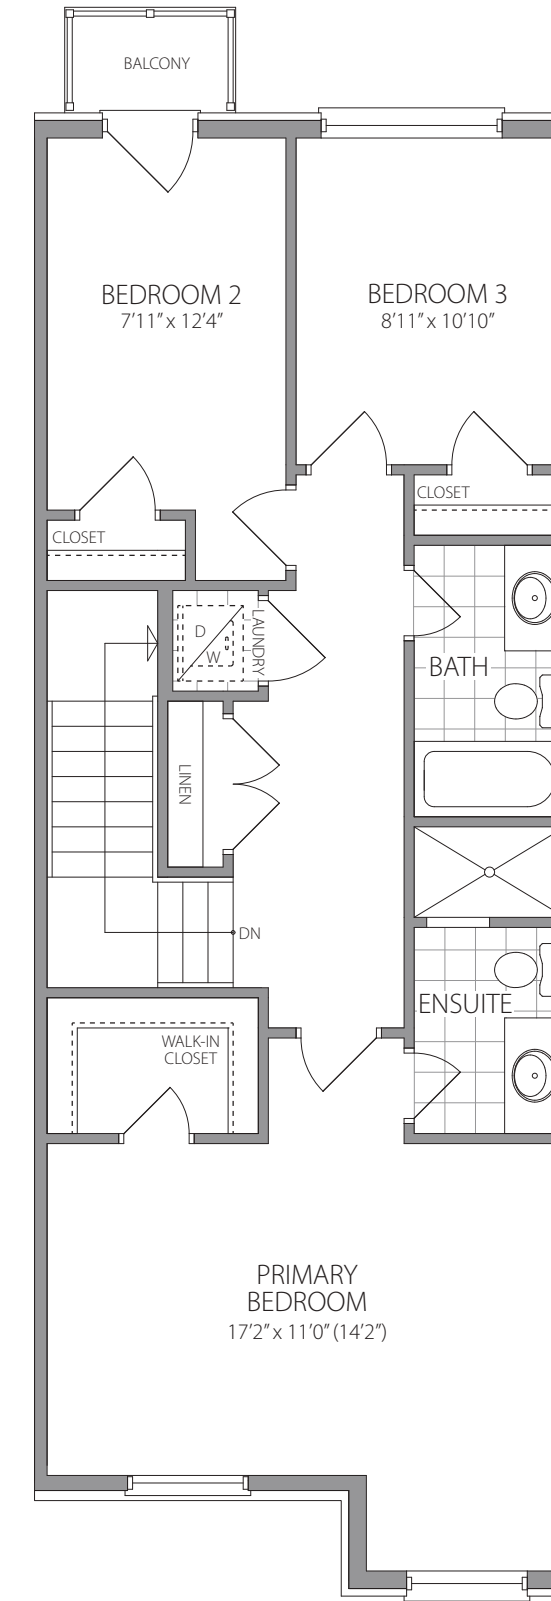 BALCONY
BEDROOM 2
7'11" x 12'4"
BEDROOM 3
8'11" x 10'10"
CLOSET
CLOSET
D
W
LAUNDRY
BATH
LINEN
DN
ENSUITE
WALK-IN
CLOSET
PRIMARY
BEDROOM
17'2" x 11'0" (14'2")